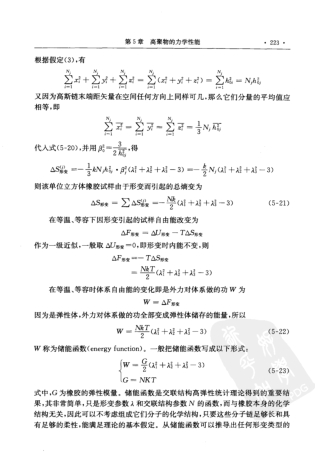 第5章 高聚物的力学性能 · 223 ·
根据假定(3),有
$\sum_{i=1}^{N_j} x_i^2 + \sum_{i=1}^{N_j} y_i^2 + \sum_{i=1}^{N_j} z_i^2 = \sum_{i=1}^{N_j} (x_i^2 + y_i^2 + z_i^2) = \sum_{i=1}^{N_j} h_{0i}^2 = N_j \overline{h_{0j}^2}$
又因为高斯链末端距矢量在空间任何方向上同样可几,那么它们分量的平均值应
相等,即
$\sum_{i=1}^{N_j} x_i^2 = \sum_{i=1}^{N_j} y_i^2 = \sum_{i=1}^{N_j} z_i^2 = \frac{1}{3} N_j \overline{h_{0j}^2}$
代入式(5-20),并用 $\beta_j^2 = \frac{3}{2\overline{h_{0j}^2}}$,得
$\Delta S_{形变}^{(j)} = -\frac{1}{3} k N_j \overline{h_{0j}^2} \cdot \beta_j^2 (\lambda_1^2 + \lambda_2^2 + \lambda_3^2 - 3) = -\frac{k}{2} N_j (\lambda_1^2 + \lambda_2^2 + \lambda_3^2 - 3)$
则该单位立方体橡胶试样由于形变而引起的总熵变为
$\Delta S_{形变} = \sum \Delta S_{形变}^{(j)} = -\frac{Nk}{2} (\lambda_1^2 + \lambda_2^2 + \lambda_3^2 - 3)$ (5-21)
在等温、等容下因形变引起的试样自由能改变为
$\Delta F_{形变} = \Delta U_{形变} - T\Delta S_{形变}$
作为一级近似,一般取 $\Delta U_{形变} = 0$,即形变时内能不变,则
$\Delta F_{形变} = -T\Delta S_{形变}$
$= \frac{NkT}{2} (\lambda_1^2 + \lambda_2^2 + \lambda_3^2 - 3)$
在等温、等容时体系自由能的变化即是外力对体系做的功 W 为
$W = \Delta F_{形变}$
因为是弹性体,外力对体系做的功全部变成弹性体储存的能量,所以
$W = \frac{NkT}{2} (\lambda_1^2 + \lambda_2^2 + \lambda_3^2 - 3)$ (5-22)
W 称为储能函数(energy function)。一般把储能函数写成以下形式:
$\begin{cases} W = \frac{G}{2} (\lambda_1^2 + \lambda_2^2 + \lambda_3^2 - 3) \\ G = NKT \end{cases}$ (5-23)
式中,G 为橡胶的弹性模量。储能函数是交联结构高弹性统计理论得到的重要结
果,其非常简单,只是形变参数 λ 和交联结构参数 N 的函数,而与橡胶本身的化学
结构无关,因此可以不考虑组成它们分子的化学结构,只要这些分子链足够长和具
有足够的柔性,能满足理论的基本假定。从储能函数可以推导出任何形变类型的